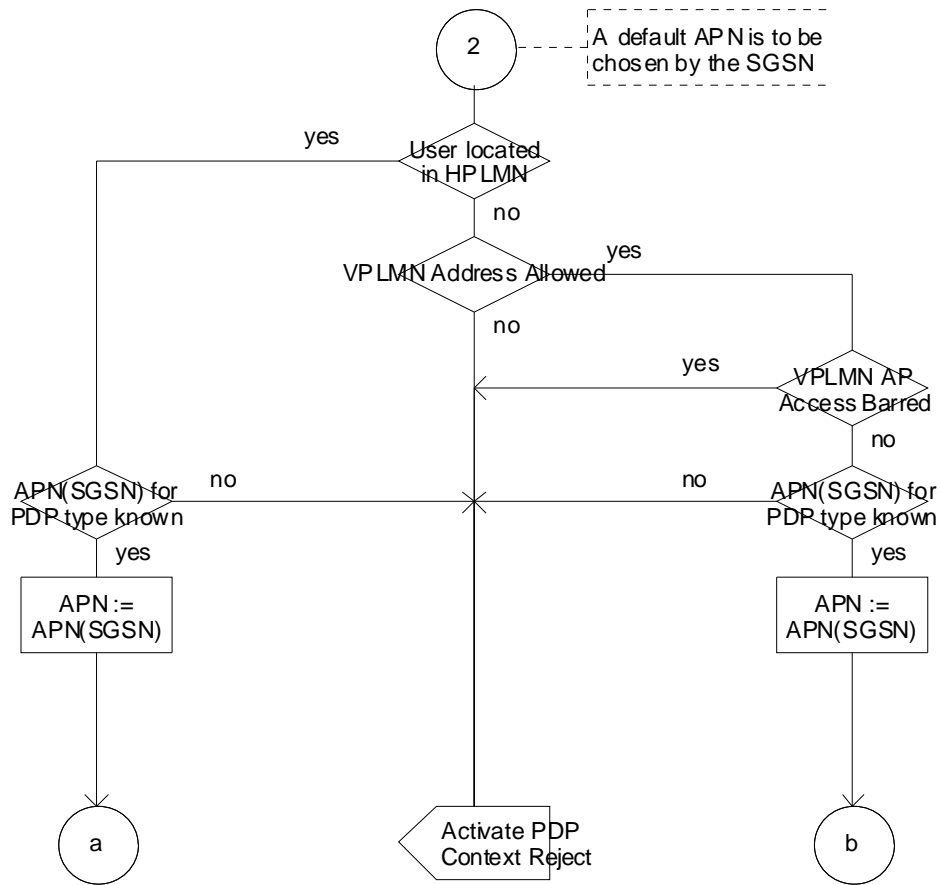 2
A default APN is to be
chosen by the SGSN
yes
User located
in HPLMN
no
VPLMN Address Allowed
yes
no
yes
VPLMN AP
Access Barred
no
APN(SGSN) for
PDP type known
no
no
APN(SGSN) for
PDP type known
yes
yes
APN :=
APN(SGSN)
APN :=
APN(SGSN)
a
Activate PDP
Context Reject
b